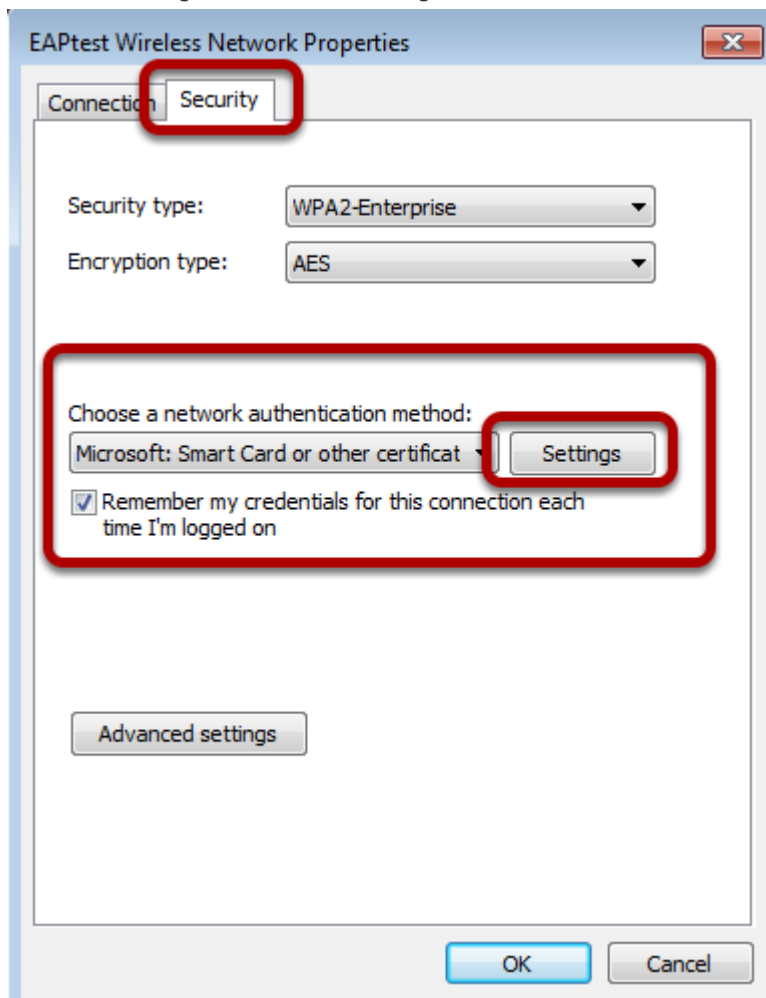 EAPtest Wireless Network Properties
Connection Security
Security type: WPA2-Enterprise
Encryption type: AES
Choose a network authentication method:
Microsoft: Smart Card or other certificat Settings
Remember my credentials for this connection each
time I'm logged on
Advanced settings
OK Cancel